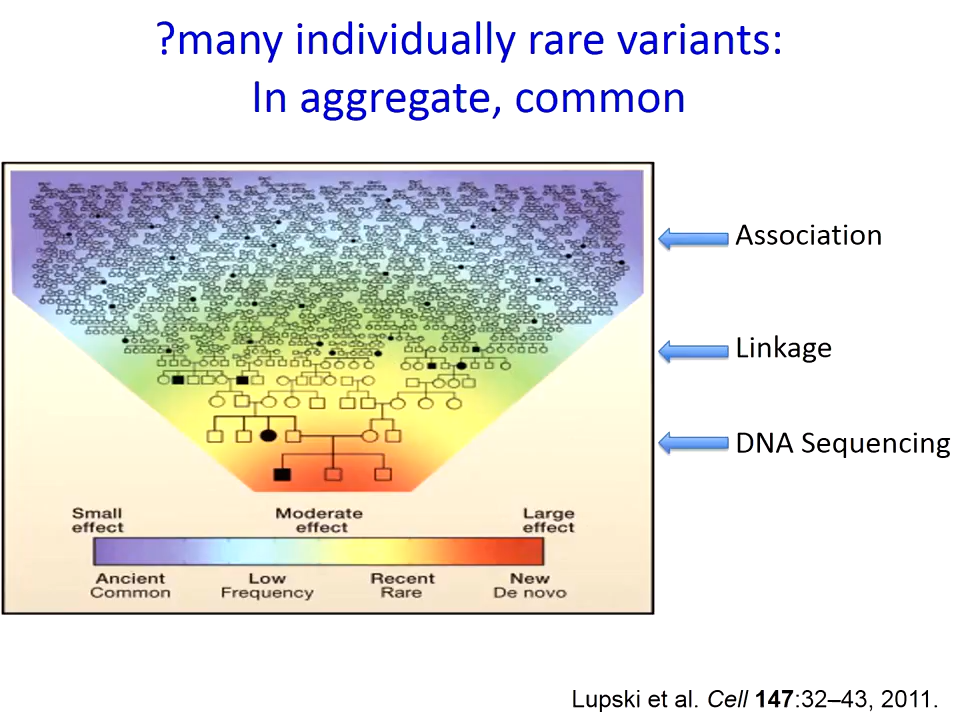 ?many individually rare variants:
In aggregate, common
Association
Linkage
DNA Sequencing
Small effect
Moderate effect
Large effect
Ancient Common
Low Frequency
Recent Rare
New De novo
Lupski et al. Cell 147:32–43, 2011.